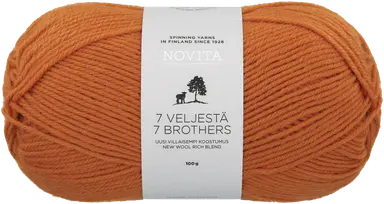 SPINNING YARNS
IN FINLAND SINCE 1928
NOVITA
7 VELJESTÄ
7 BROTHERS
UUSI VILLAISEMPI KOOSTUMUS
NEW WOOL RICH BLEND
100g